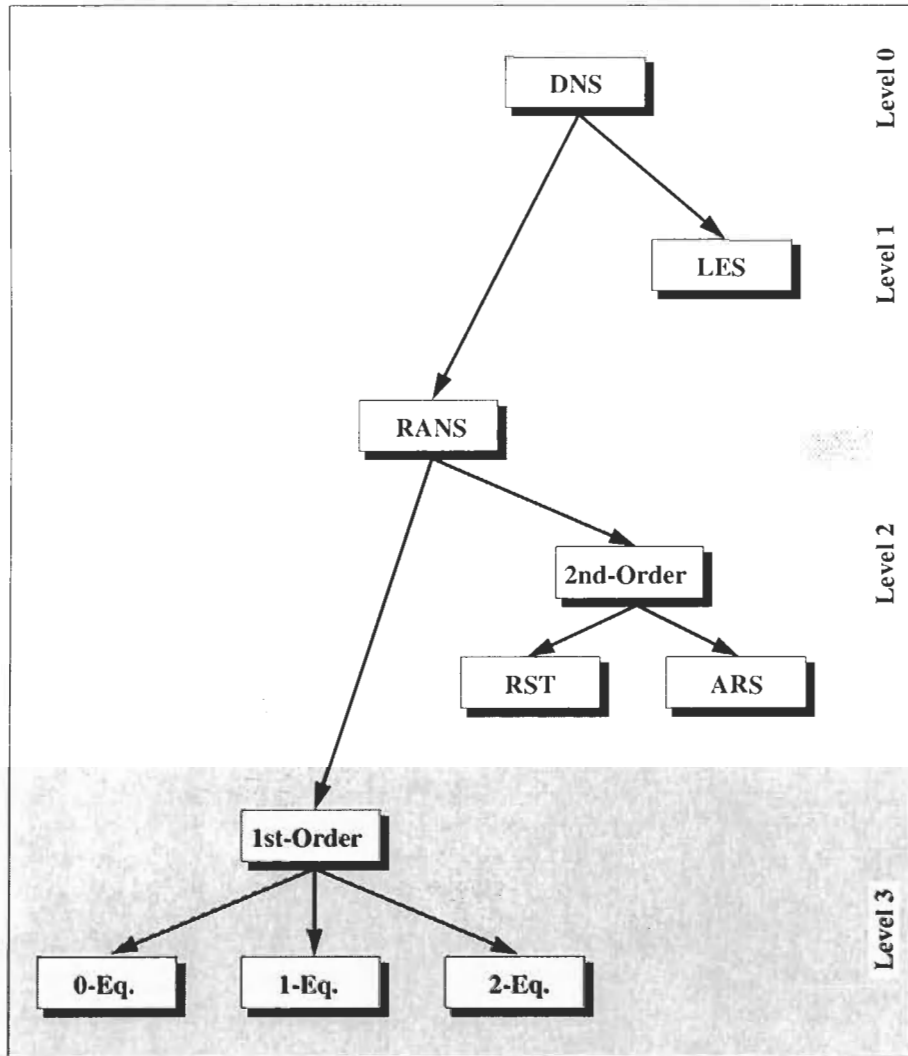 DNS
Level 0
LES
Level 1
RANS
2nd-Order
Level 2
RST
ARS
1st-Order
Level 3
0-Eq.
1-Eq.
2-Eq.